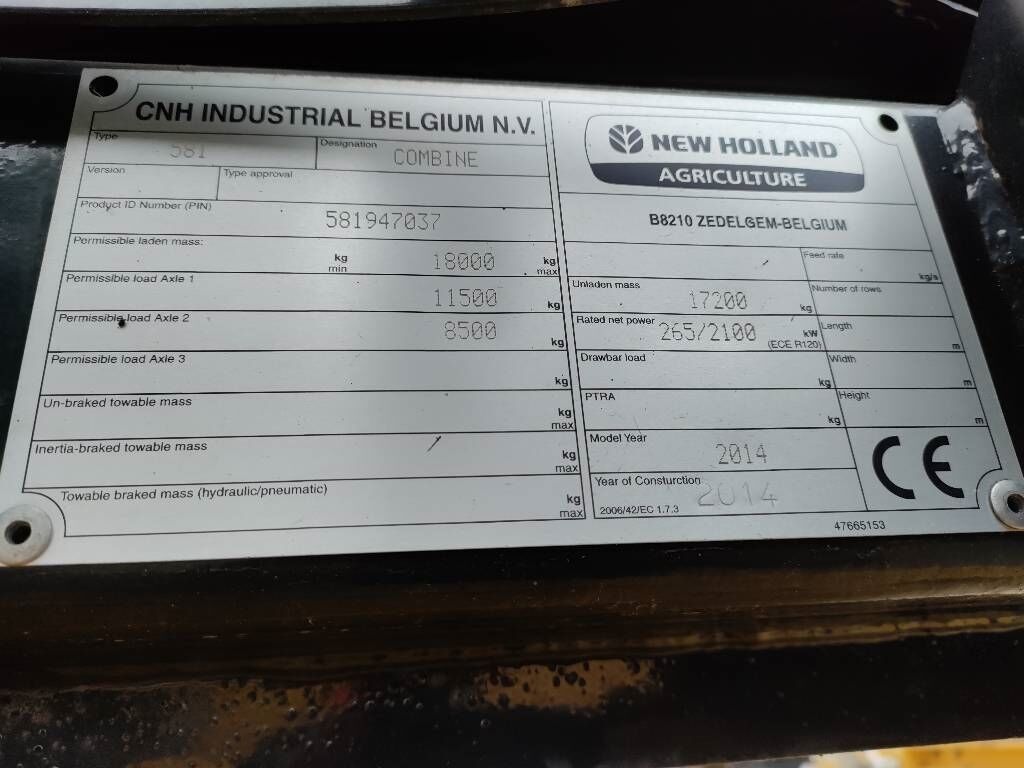 CNH INDUSTRIAL BELGIUM N.V.
Type 581 Designation COMBINE
Version Type approval
Product ID Number (PIN) 581947037
Permissible laden mass: kg min 18000 kg max
Permissible load Axle 1 11500 kg
Permissible load Axle 2 8500 kg
Permissible load Axle 3 kg
Un-braked towable mass kg max
Inertia-braked towable mass kg max
Towable braked mass (hydraulic/pneumatic) kg max
NEW HOLLAND
AGRICULTURE
B8210 ZEDELGEM-BELGIUM
Feed rate kg/s
Unladen mass 17200 kg Number of rows
Rated net power 265/2100 kW (ECE R120) Length m
Drawbar load kg Width m
PTRA kg Height m
Model Year 2014
Year of Consturction 2014
2006/42/EC 1.7.3
CE
47665153